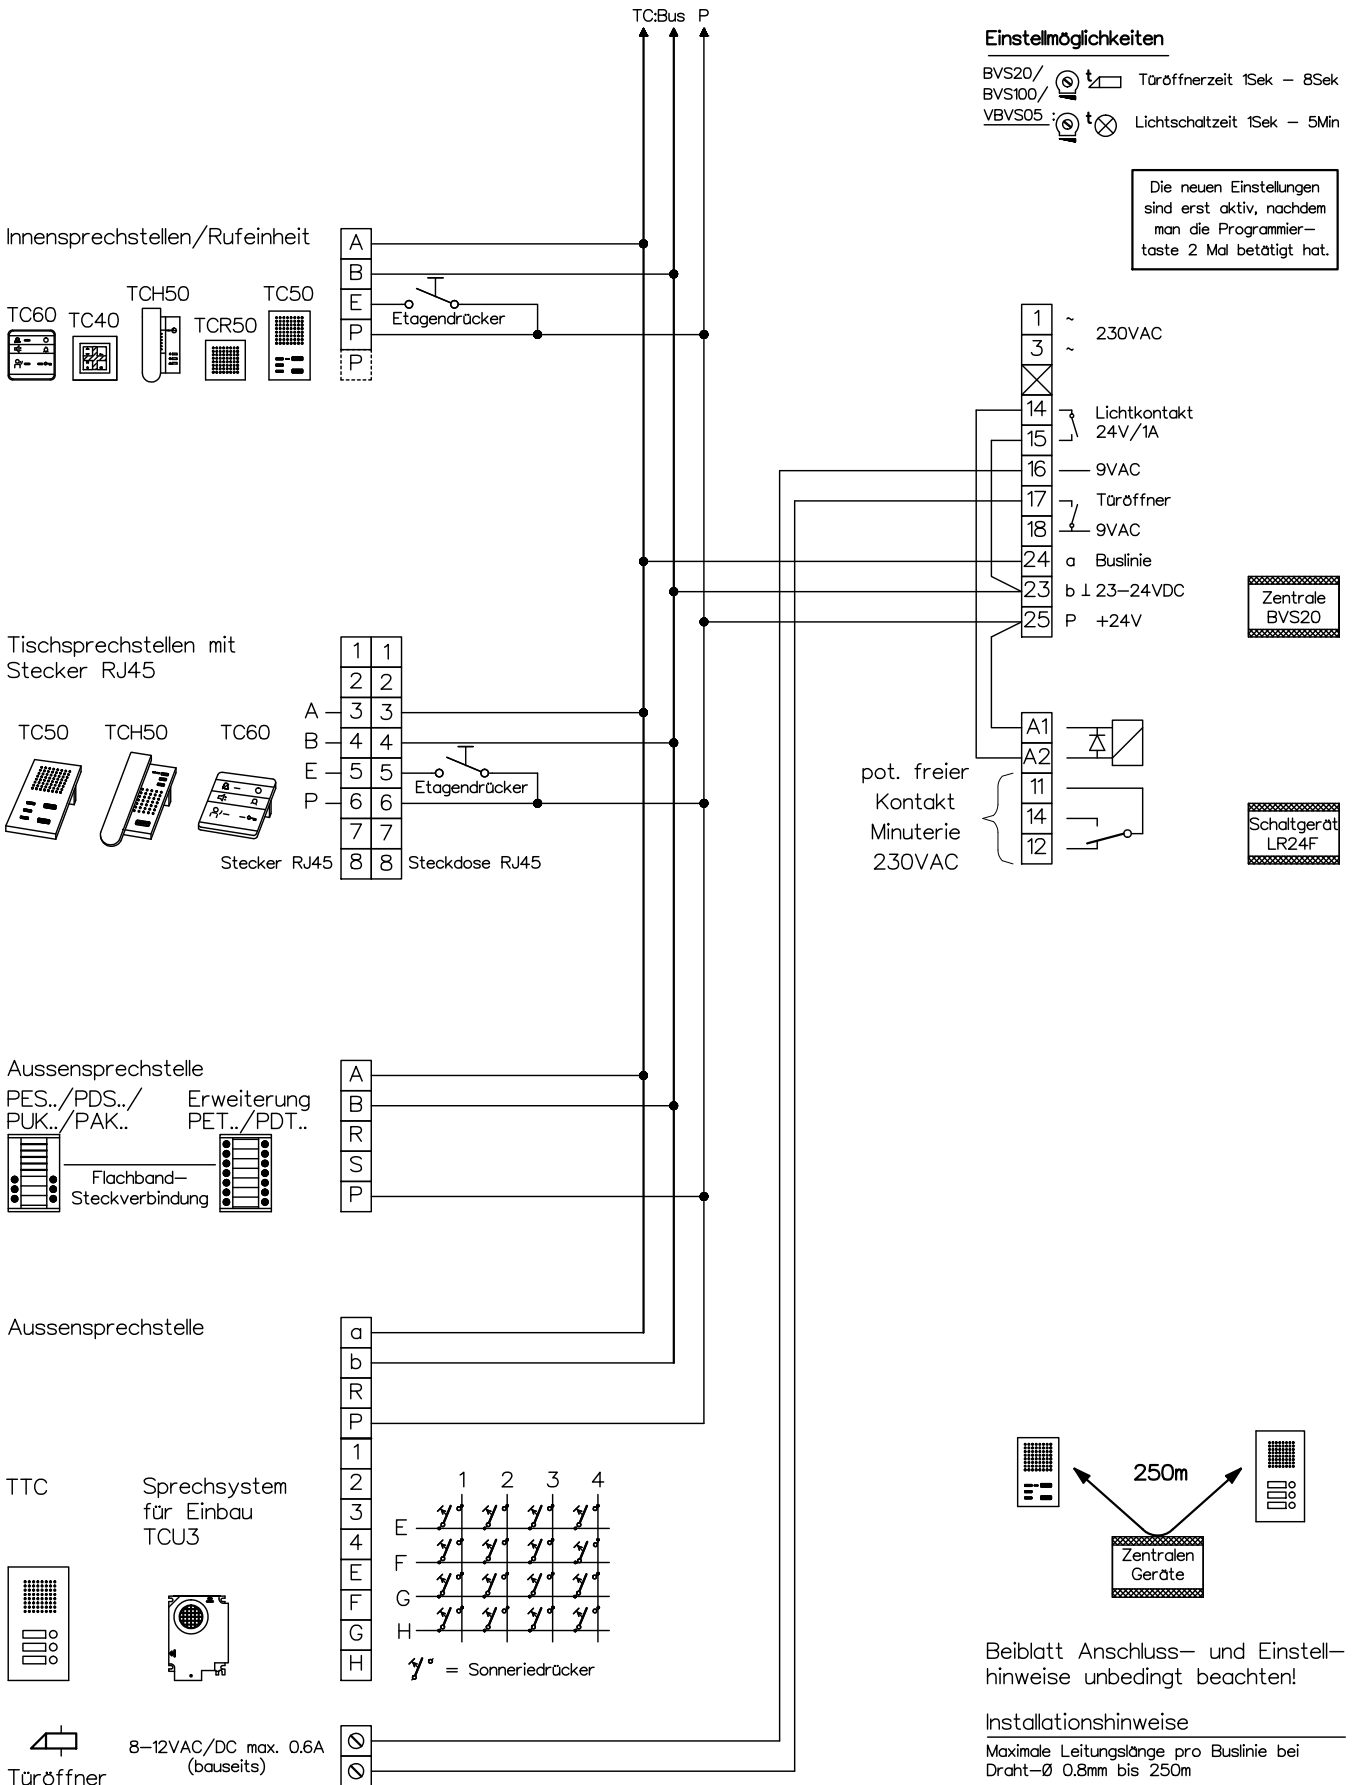 TC:Bus P
Einstellmöglichkeiten
BVS20/
BVS100/
VBVS05 :
t Türöffnerzeit 1Sek – 8Sek
t Lichtschaltzeit 1Sek – 5Min
Die neuen Einstellungen
sind erst aktiv, nachdem
man die Programmier–
taste 2 Mal betätigt hat.
Innensprechstellen/Rufeinheit
TC60
TC40
TCH50
TCR50
TC50
A
B
E
P
P
Etagendrücker
1 ~
3 ~
230VAC
14
15
Lichtkontakt
24V/1A
16 9VAC
17 Türöffner
18 9VAC
24 a Buslinie
23 b ⊥ 23–24VDC
25 P +24V
Zentrale
BVS20
Tischsprechstellen mit
Stecker RJ45
TC50
TCH50
TC60
1 1
2 2
A 3 3
B 4 4
E 5 5
P 6 6
7 7
Stecker RJ45 8 8 Steckdose RJ45
Etagendrücker
A1
A2
11
14
12
pot. freier
Kontakt
Minuterie
230VAC
Schaltgerät
LR24F
Aussensprechstelle
PES../PDS../
PUK../PAK..
Erweiterung
PET../PDT..
Flachband–
Steckverbindung
A
B
R
S
P
Aussensprechstelle
TTC
Sprechsystem
für Einbau
TCU3
a
b
R
P
1
2
3
4
E
F
G
H
1 2 3 4
E
F
G
H
= Sonneriedrücker
250m
Zentralen
Geräte
Beiblatt Anschluss– und Einstell–
hinweise unbedingt beachten!
Installationshinweise
Maximale Leitungslänge pro Buslinie bei
Draht–Ø 0.8mm bis 250m
Türöffner
8–12VAC/DC max. 0.6A
(bauseits)